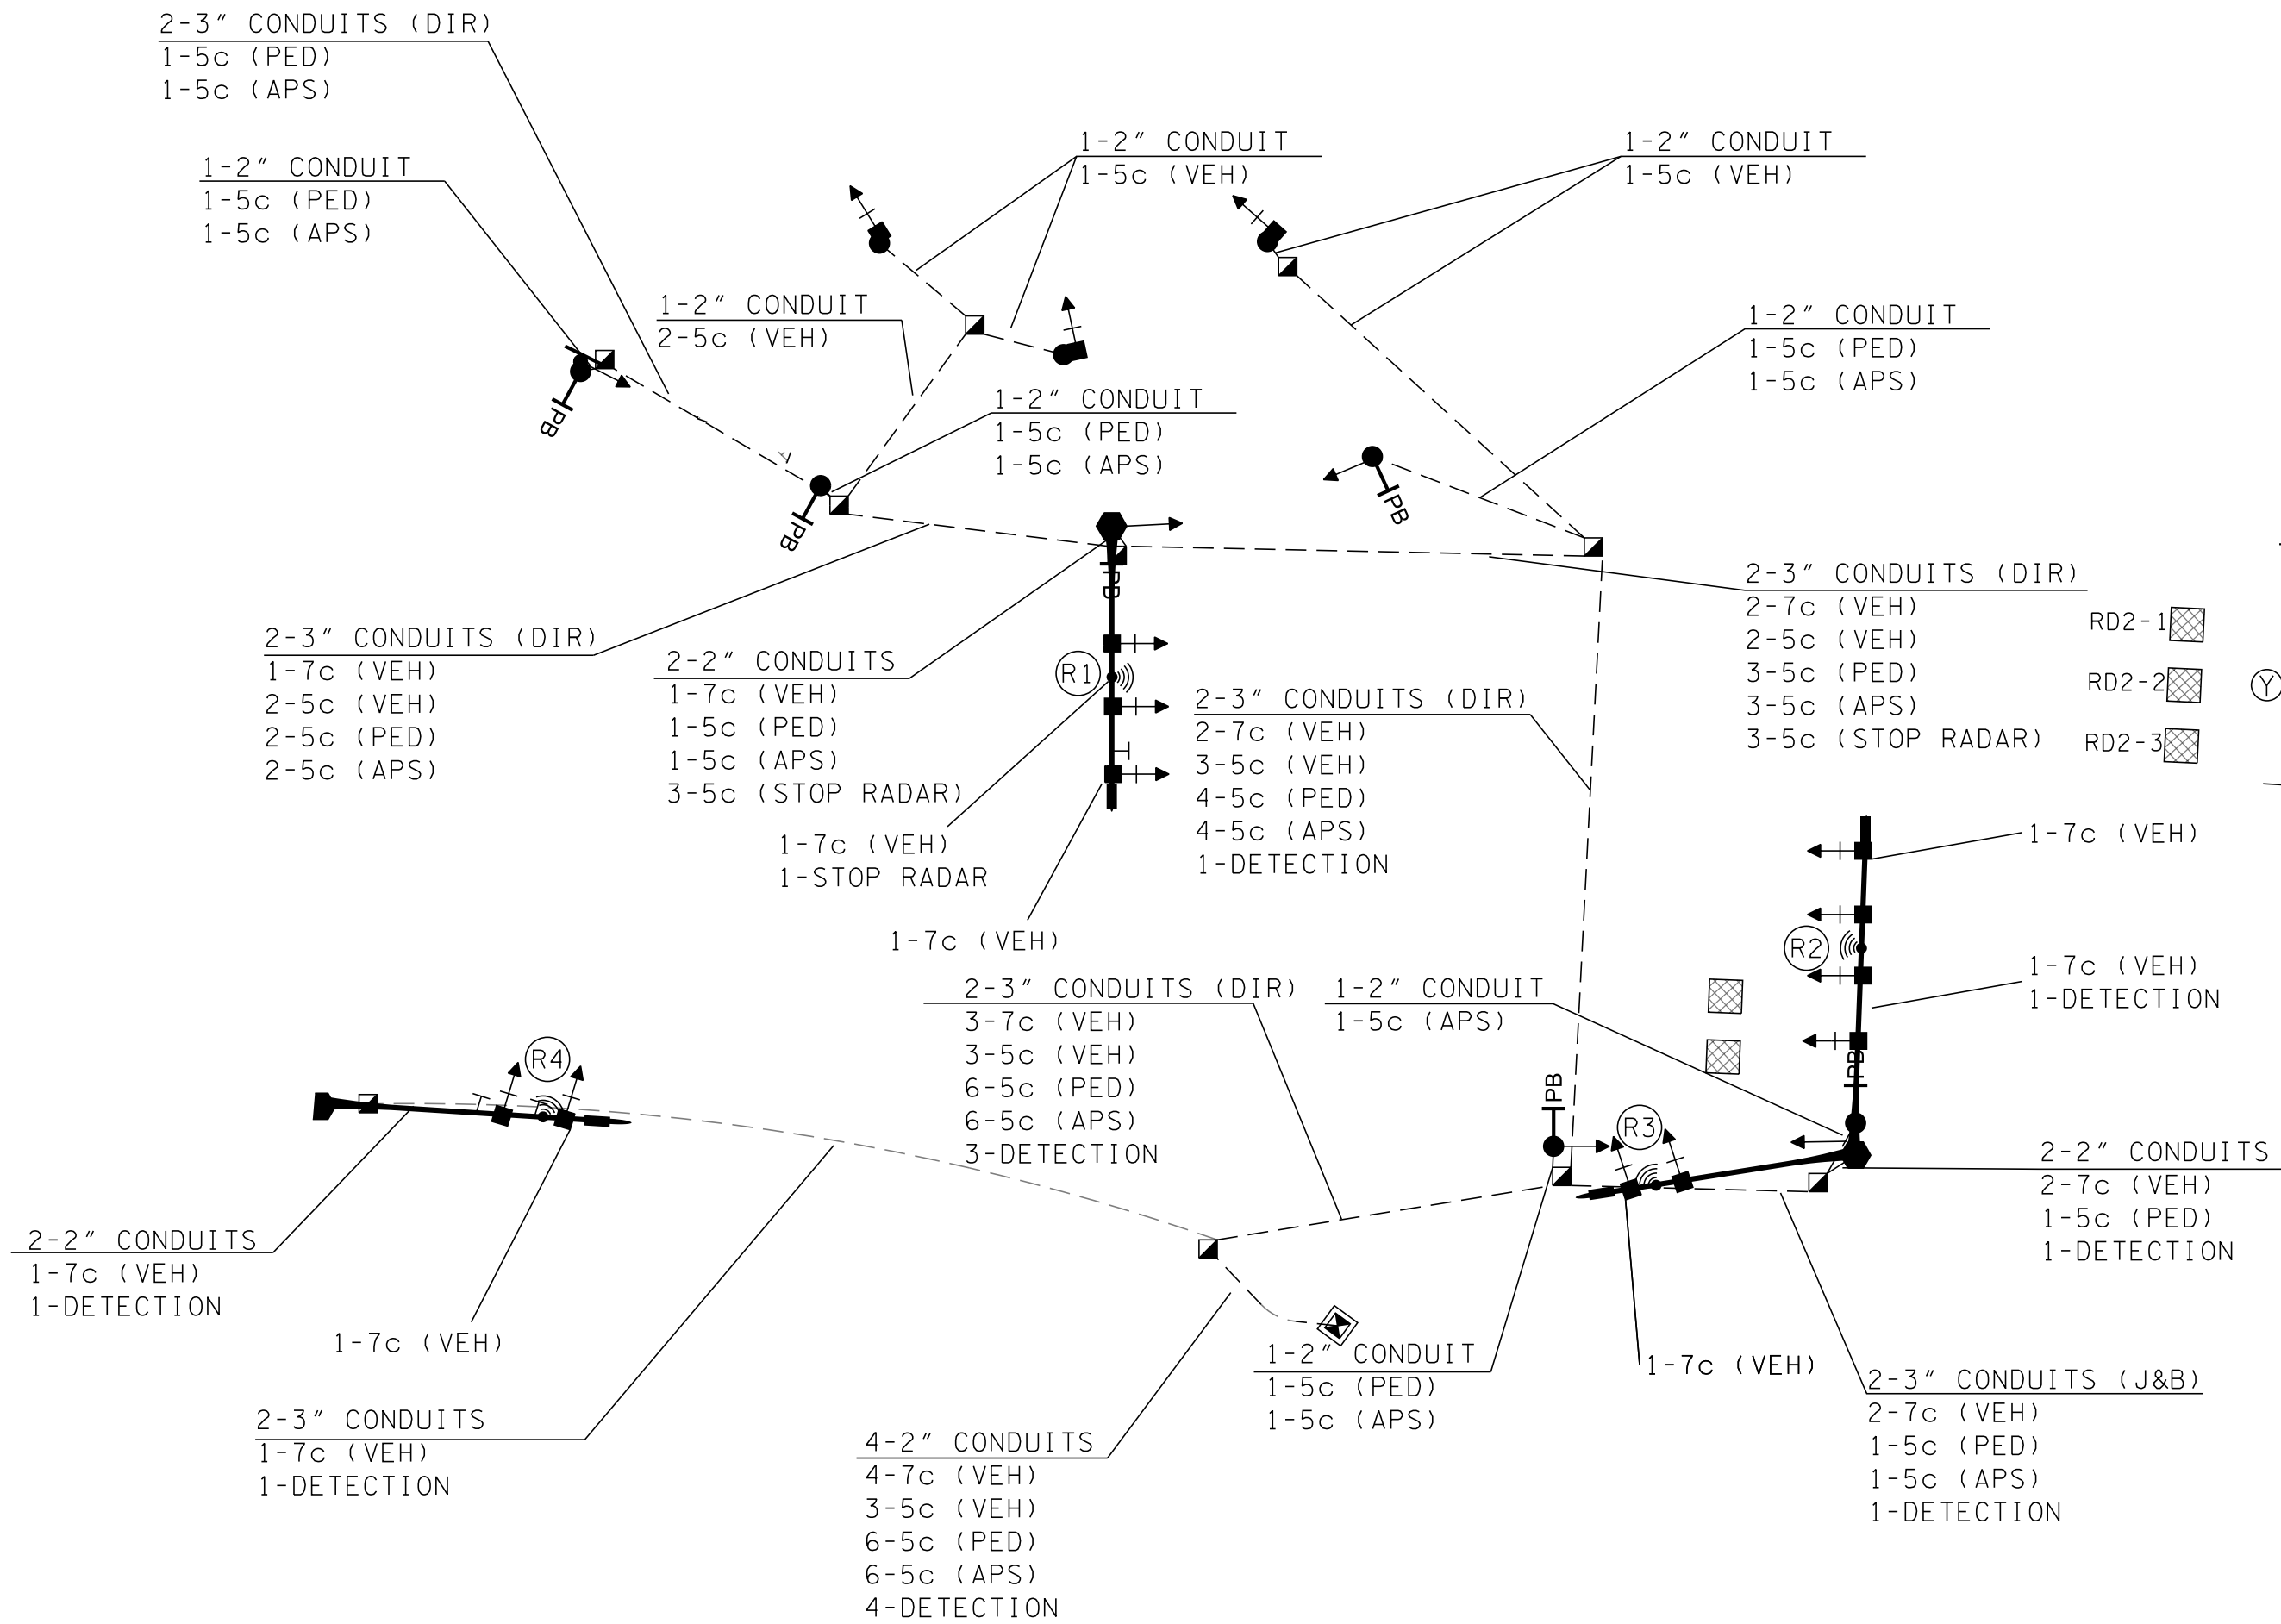 2-3" CONDUITS (DIR)
1-5c (PED)
1-5c (APS)
1-2" CONDUIT
1-5c (PED)
1-5c (APS)
1-2" CONDUIT
1-5c (VEH)
1-2" CONDUIT
1-5c (VEH)
1-2" CONDUIT
2-5c (VEH)
1-2" CONDUIT
1-5c (PED)
1-5c (APS)
1-2" CONDUIT
1-5c (PED)
1-5c (APS)
PB
PB
PB
2-3" CONDUITS (DIR)
1-7c (VEH)
2-5c (VEH)
2-5c (PED)
2-5c (APS)
2-2" CONDUITS
1-7c (VEH)
1-5c (PED)
1-5c (APS)
3-5c (STOP RADAR)
PB
R1
1-7c (VEH)
1-STOP RADAR
1-7c (VEH)
2-3" CONDUITS (DIR)
2-7c (VEH)
3-5c (VEH)
4-5c (PED)
4-5c (APS)
1-DETECTION
2-3" CONDUITS (DIR)
2-7c (VEH)
2-5c (VEH)
3-5c (PED)
3-5c (APS)
3-5c (STOP RADAR)
RD2-1
RD2-2
RD2-3
Y
1-7c (VEH)
R2
1-7c (VEH)
1-DETECTION
2-3" CONDUITS (DIR)
3-7c (VEH)
3-5c (VEH)
6-5c (PED)
6-5c (APS)
3-DETECTION
1-2" CONDUIT
1-5c (APS)
R4
PB
R3
PB
2-2" CONDUITS
2-7c (VEH)
1-5c (PED)
1-DETECTION
2-2" CONDUITS
1-7c (VEH)
1-DETECTION
1-7c (VEH)
2-3" CONDUITS
1-7c (VEH)
1-DETECTION
4-2" CONDUITS
4-7c (VEH)
3-5c (VEH)
6-5c (PED)
6-5c (APS)
4-DETECTION
1-2" CONDUIT
1-5c (PED)
1-5c (APS)
1-7c (VEH)
2-3" CONDUITS (J&B)
2-7c (VEH)
1-5c (PED)
1-5c (APS)
1-DETECTION